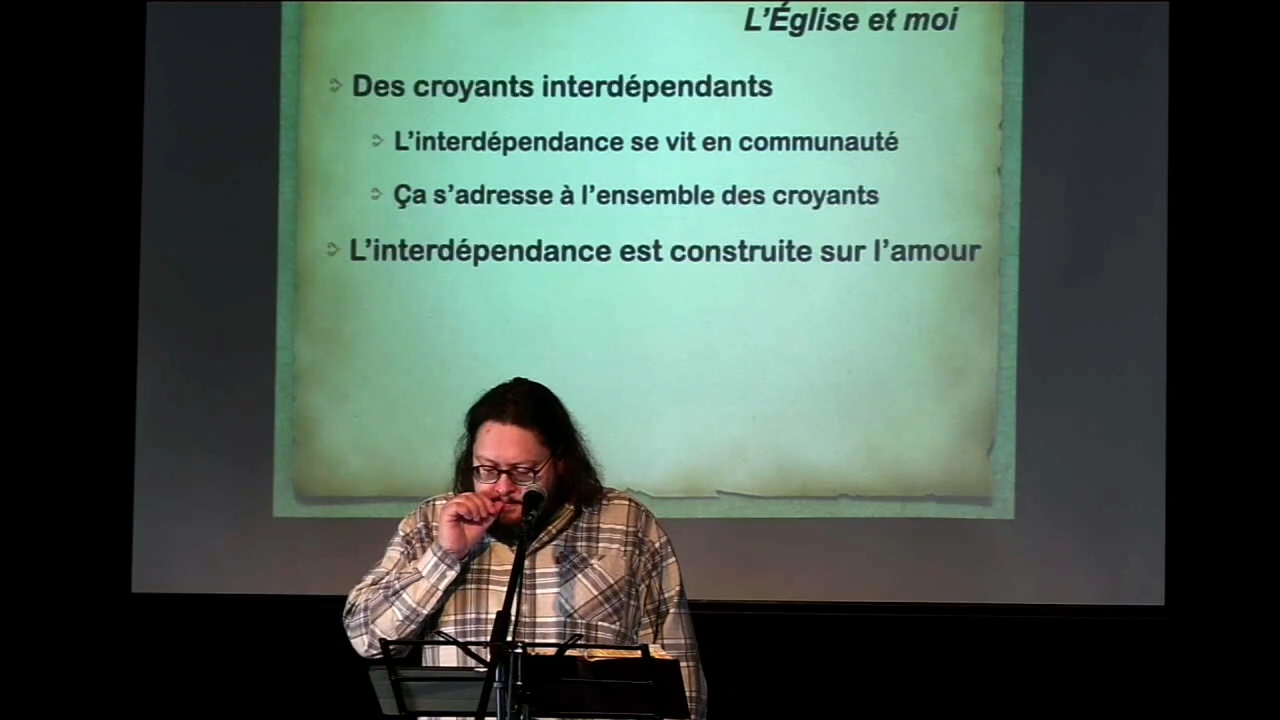 L’Église et moi
Des croyants interdépendants
L’interdépendance se vit en communauté
Ça s’adresse à l’ensemble des croyants
L’interdépendance est construite sur l’amour